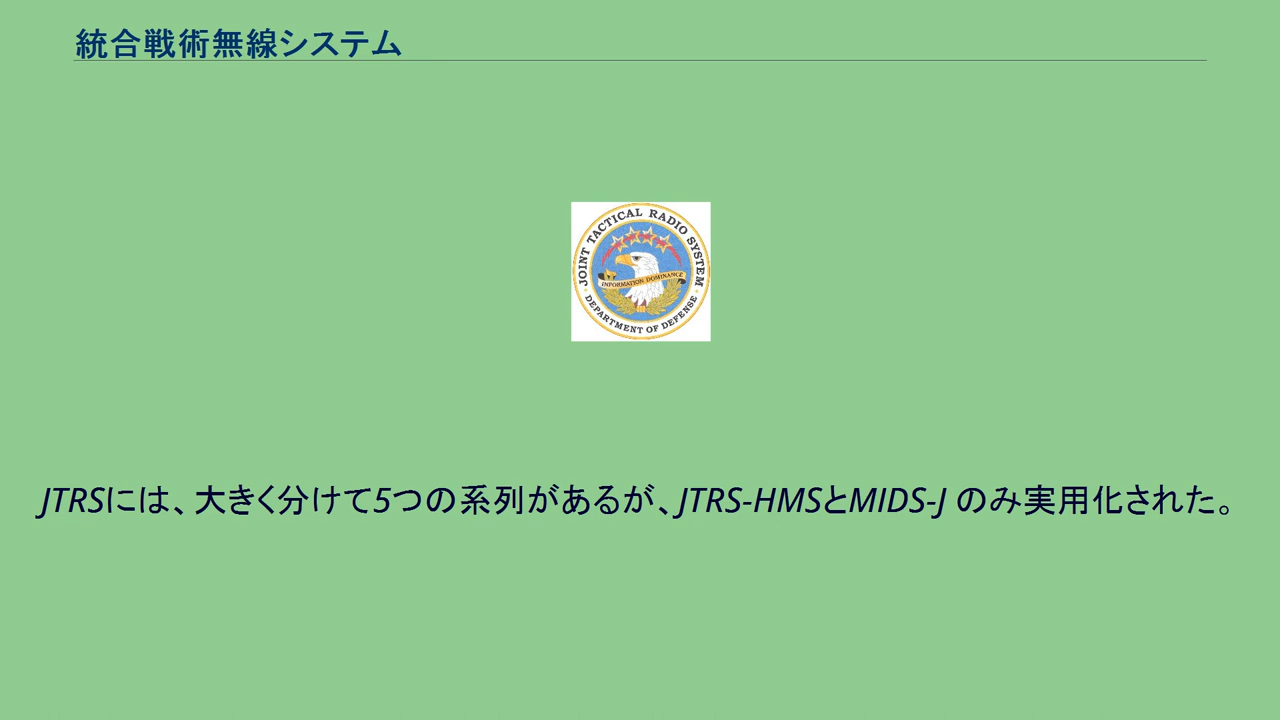 統合戦術無線システム
JOINT TACTICAL RADIO SYSTEM
INFORMATION DOMINANCE
DEPARTMENT OF DEFENSE
JTRSには、大きく分けて5つの系列があるが、JTRS-HMSとMIDS-J のみ実用化された。